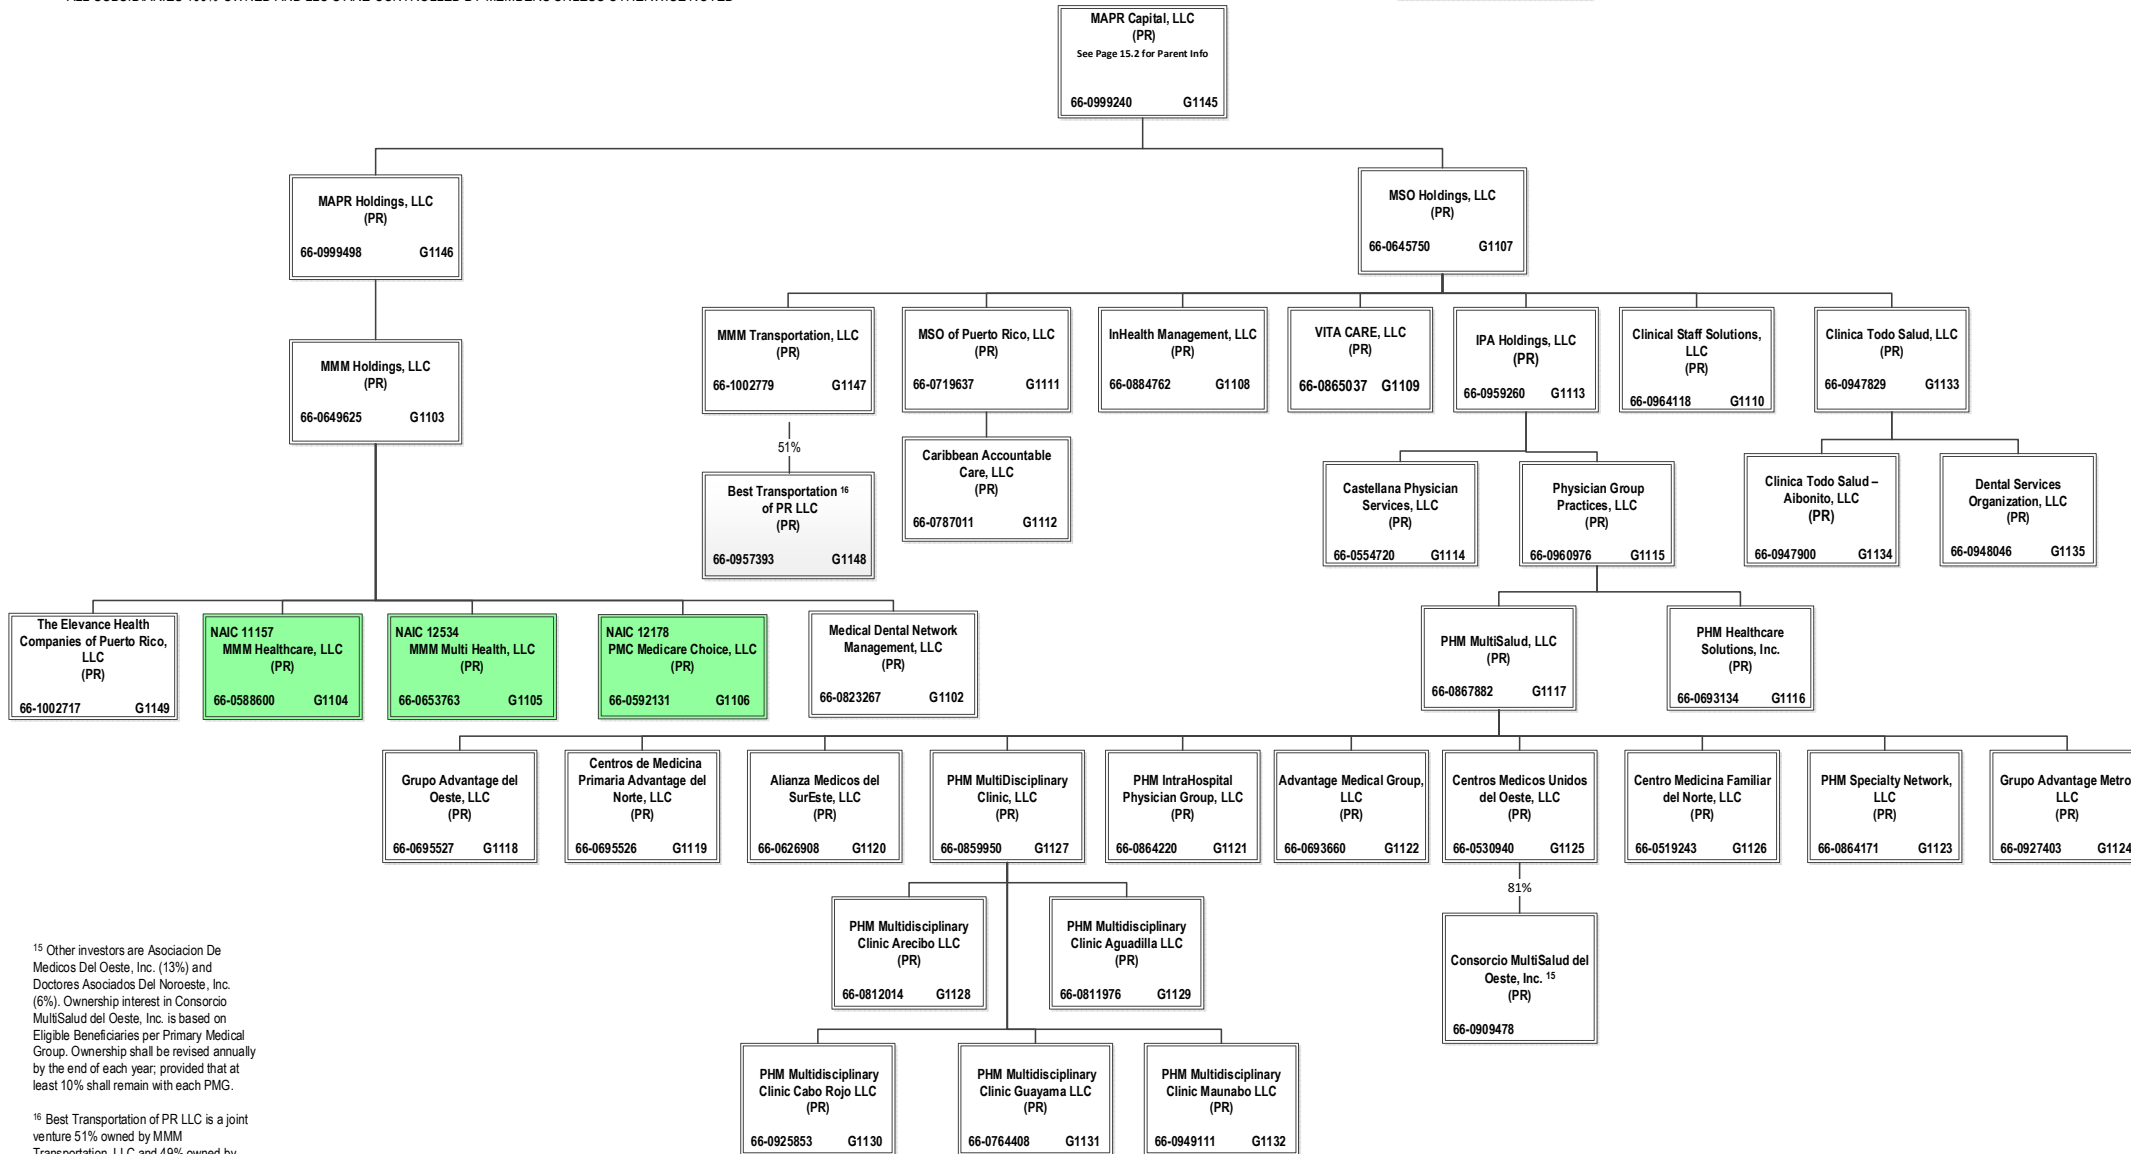 ALL SUBSIDIARIES 100% OWNED AND LLC'S ARE CONTROLLED BY MEMBERS UNLESS OTHERWISE NOTED
MAPR Capital, LLC
(PR)
See Page 15.2 for Parent Info
66-0999240 G1145
MAPR Holdings, LLC
(PR)
66-0999498 G1146
MSO Holdings, LLC
(PR)
66-0645750 G1107
MMM Holdings, LLC
(PR)
66-0649625 G1103
MMM Transportation, LLC
(PR)
66-1002779 G1147
MSO of Puerto Rico, LLC
(PR)
66-0719637 G1111
InHealth Management, LLC
(PR)
66-0884762 G1108
VITA CARE, LLC
(PR)
66-0865037 G1109
IPA Holdings, LLC
(PR)
66-0959260 G1113
Clinical Staff Solutions,
LLC
(PR)
66-0964118 G1110
Clinica Todo Salud, LLC
(PR)
66-0947829 G1133
51%
Best Transportation 16
of PR LLC
(PR)
66-0957393 G1148
Caribbean Accountable
Care, LLC
(PR)
66-0787011 G1112
Castellana Physician
Services, LLC
(PR)
66-0554720 G1114
Physician Group
Practices, LLC
(PR)
66-0960976 G1115
Clinica Todo Salud –
Aibonito, LLC
(PR)
66-0947900 G1134
Dental Services
Organization, LLC
(PR)
66-0948046 G1135
The Elevance Health
Companies of Puerto Rico,
LLC
(PR)
66-1002717 G1149
NAIC 11157
MMM Healthcare, LLC
(PR)
66-0588600 G1104
NAIC 12534
MMM Multi Health, LLC
(PR)
66-0653763 G1105
NAIC 12178
PMC Medicare Choice, LLC
(PR)
66-0592131 G1106
Medical Dental Network
Management, LLC
(PR)
66-0823267 G1102
PHM MultiSalud, LLC
(PR)
66-0867882 G1117
PHM Healthcare
Solutions, Inc.
(PR)
66-0693134 G1116
Grupo Advantage del
Oeste, LLC
(PR)
66-0695527 G1118
Centros de Medicina
Primaria Advantage del
Norte, LLC
(PR)
66-0695526 G1119
Alianza Medicos del
SurEste, LLC
(PR)
66-0626908 G1120
PHM MultiDisciplinary
Clinic, LLC
(PR)
66-0859950 G1127
PHM IntraHospital
Physician Group, LLC
(PR)
66-0864220 G1121
Advantage Medical Group,
LLC
(PR)
66-0693660 G1122
Centros Medicos Unidos
del Oeste, LLC
(PR)
66-0530940 G1125
Centro Medicina Familiar
del Norte, LLC
(PR)
66-0519243 G1126
PHM Specialty Network,
LLC
(PR)
66-0864171 G1123
Grupo Advantage Metro
LLC
(PR)
66-0927403 G1124
81%
PHM Multidisciplinary
Clinic Arecibo LLC
(PR)
66-0812014 G1128
PHM Multidisciplinary
Clinic Aguadilla LLC
(PR)
66-0811976 G1129
Consorcio MultiSalud del
Oeste, Inc. 15
(PR)
66-0909478
PHM Multidisciplinary
Clinic Cabo Rojo LLC
(PR)
66-0925853 G1130
PHM Multidisciplinary
Clinic Guayama LLC
(PR)
66-0764408 G1131
PHM Multidisciplinary
Clinic Maunabo LLC
(PR)
66-0949111 G1132
15 Other investors are Asociacion De
Medicos Del Oeste, Inc. (13%) and
Doctores Asociados Del Noroeste, Inc.
(6%). Ownership interest in Consorcio
MultiSalud del Oeste, Inc. is based on
Eligible Beneficiaries per Primary Medical
Group. Ownership shall be revised annually
by the end of each year; provided that at
least 10% shall remain with each PMG.
16 Best Transportation of PR LLC is a joint
venture 51% owned by MMM
Transportation, LLC and 49% owned by